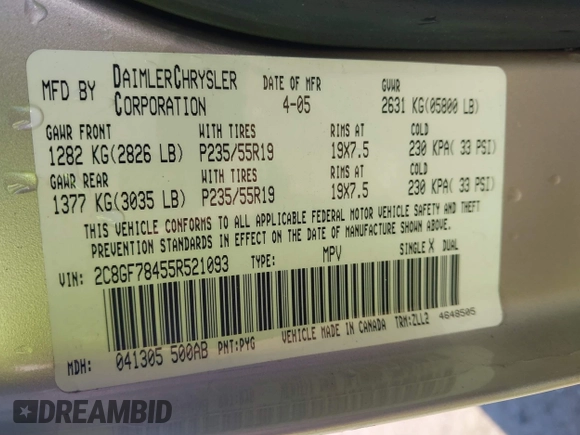 MFD BY DAIMLERCHRYSLER CORPORATION DATE OF MFR 4-05 GVWR 2631 KG(05800 LB)
GAWR FRONT WITH TIRES RIMS AT COLD
1282 KG(2826 LB) P235/55R19 19X7.5 230 KPA( 33 PSI)
GAWR REAR WITH TIRES RIMS AT COLD
1377 KG(3035 LB) P235/55R19 19X7.5 230 KPA( 33 PSI)
THIS VEHICLE CONFORMS TO ALL APPLICABLE FEDERAL MOTOR VEHICLE SAFETY AND THEFT
PREVENTION STANDARDS IN EFFECT ON THE DATE OF MANUFACTURE SHOWN ABOVE.
VIN: 2C8GF78455R521093 TYPE: MPV SINGLE X DUAL
MDH: 041305 500AB PNT:PYG VEHICLE MADE IN CANADA TRM:ZLL2 4648505
DREAMBID